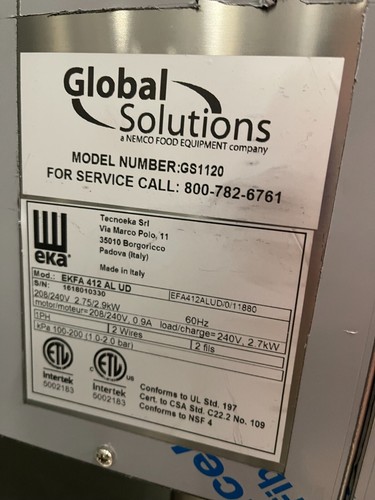 Global
Solutions
a NEMCO FOOD EQUIPMENT company
MODEL NUMBER:GS1120
FOR SERVICE CALL: 800-782-6761
eka
Tecnoeka Srl
Via Marco Polo, 11
35010 Borgoricco
Padova (Italy)
Made in Italy
Mod.: EKFA 412 AL UD
EFA412ALUD/0/11880
S/N: 1618010330
208/240V 2.75/2.9kW 60Hz
motor/moteur=208/240V, 0.9A load/charge= 240V, 2.7kW
1PH 2 Wires 2 fils
kPa 100-200 (1.0-2.0 bar)
ETL
Intertek
5002183
C ETL US
Intertek
5002183
Conforms to UL Std. 197
Cert. to CSA Std. C22.2 No. 109
Conforms to NSF 4